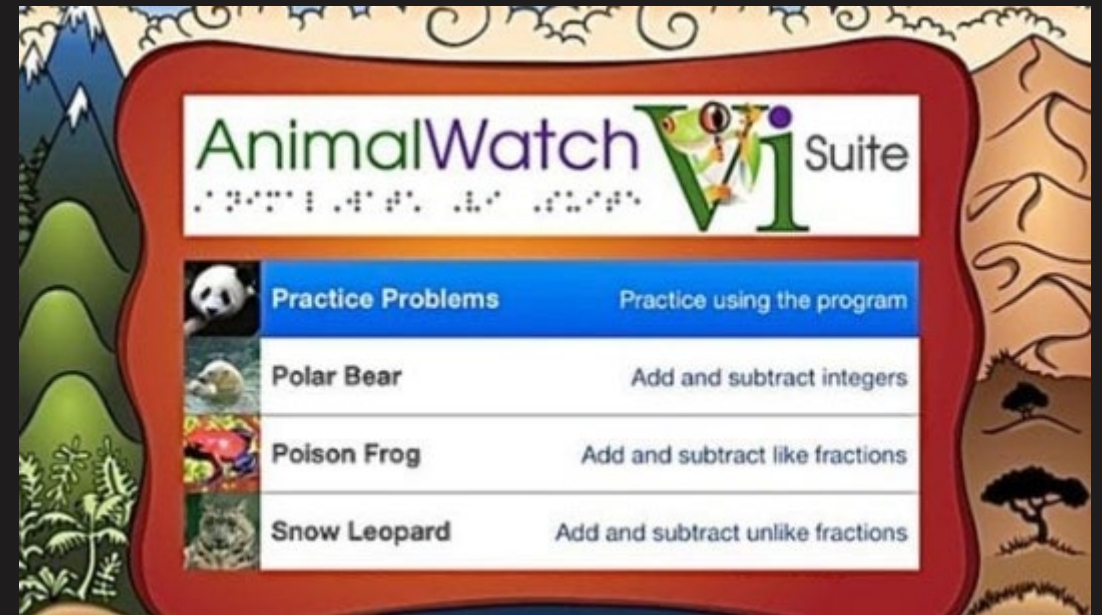 AnimalWatch Vi Suite
Practice Problems Practice using the program
Polar Bear Add and subtract integers
Poison Frog Add and subtract like fractions
Snow Leopard Add and subtract unlike fractions